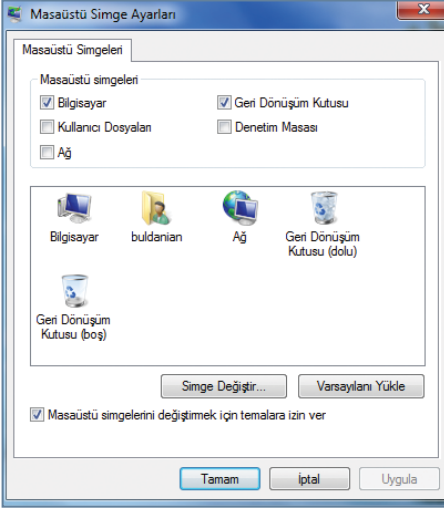 Masaüstü Simge Ayarları
Masaüstü Simgeleri
Masaüstü simgeleri
Bilgisayar
Geri Dönüşüm Kutusu
Kullanıcı Dosyaları
Denetim Masası
Ağ
Bilgisayar
buldanian
Ağ
Geri Dönüşüm
Kutusu (dolu)
Geri Dönüşüm
Kutusu (boş)
Simge Değiştir...
Varsayılanı Yükle
Masaüstü simgelerini değiştirmek için temalara izin ver
Tamam
İptal
Uygula